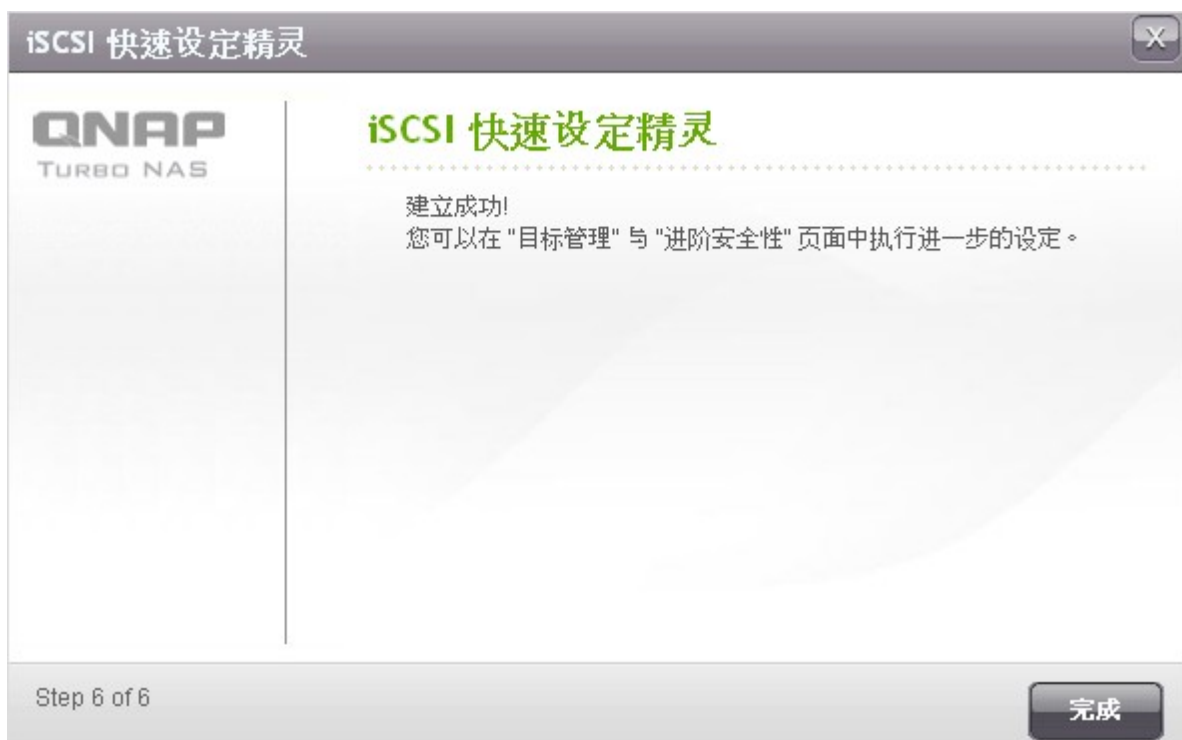 iSCSI 快速设定精灵
X
QNAP
TURBO NAS
iSCSI 快速设定精灵
建立成功!
您可以在 "目标管理" 与 "进阶安全性" 页面中执行进一步的设定。
Step 6 of 6
完成